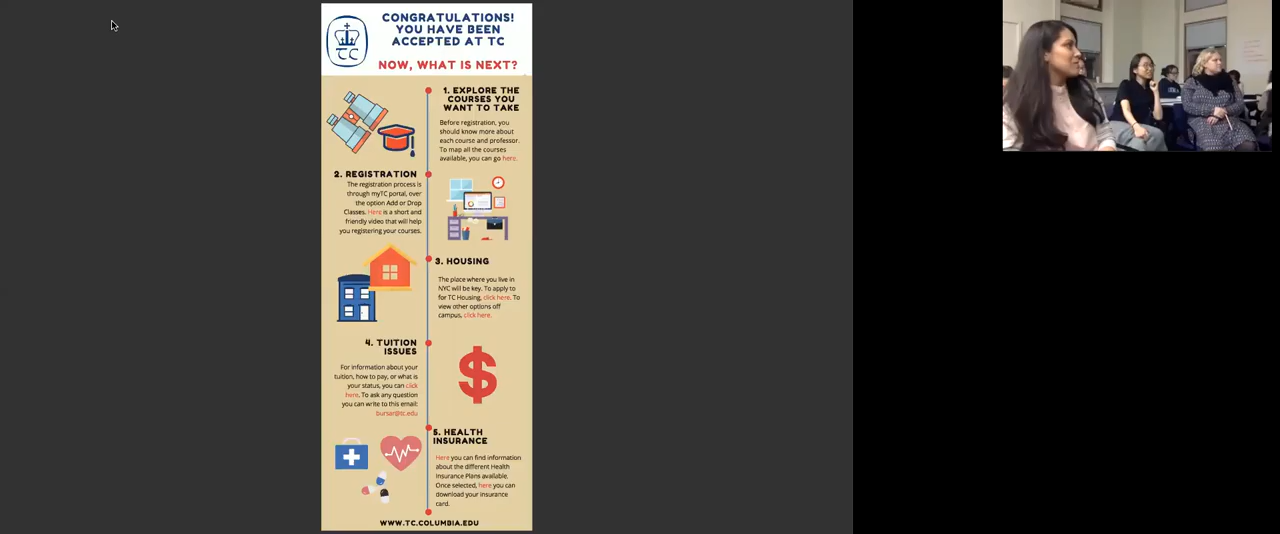 TC
CONGRATULATIONS!
YOU HAVE BEEN
ACCEPTED AT TC
NOW, WHAT IS NEXT?
1. EXPLORE THE
COURSES YOU
WANT TO TAKE
Before registration, you
should know more about
each course and professor.
To map all the courses
available, you can go here.
2. REGISTRATION
The registration process is
through myTC portal, over
the option Add or Drop
Classes. Here is a short and
friendly video that will help
you registering your courses.
3. HOUSING
The place where you live in
NYC will be key. To apply to
for TC Housing, click here. To
view other options off
campus, click here.
4. TUITION
ISSUES
For information about your
tuition, how to pay, or what is
your status, you can click
here. To ask any question
you can write to this email:
bursar@tc.edu
5. HEALTH
INSURANCE
Here you can find information
about the different Health
Insurance Plans available.
Once selected, here you can
download your insurance
card.
WWW.TC.COLUMBIA.EDU